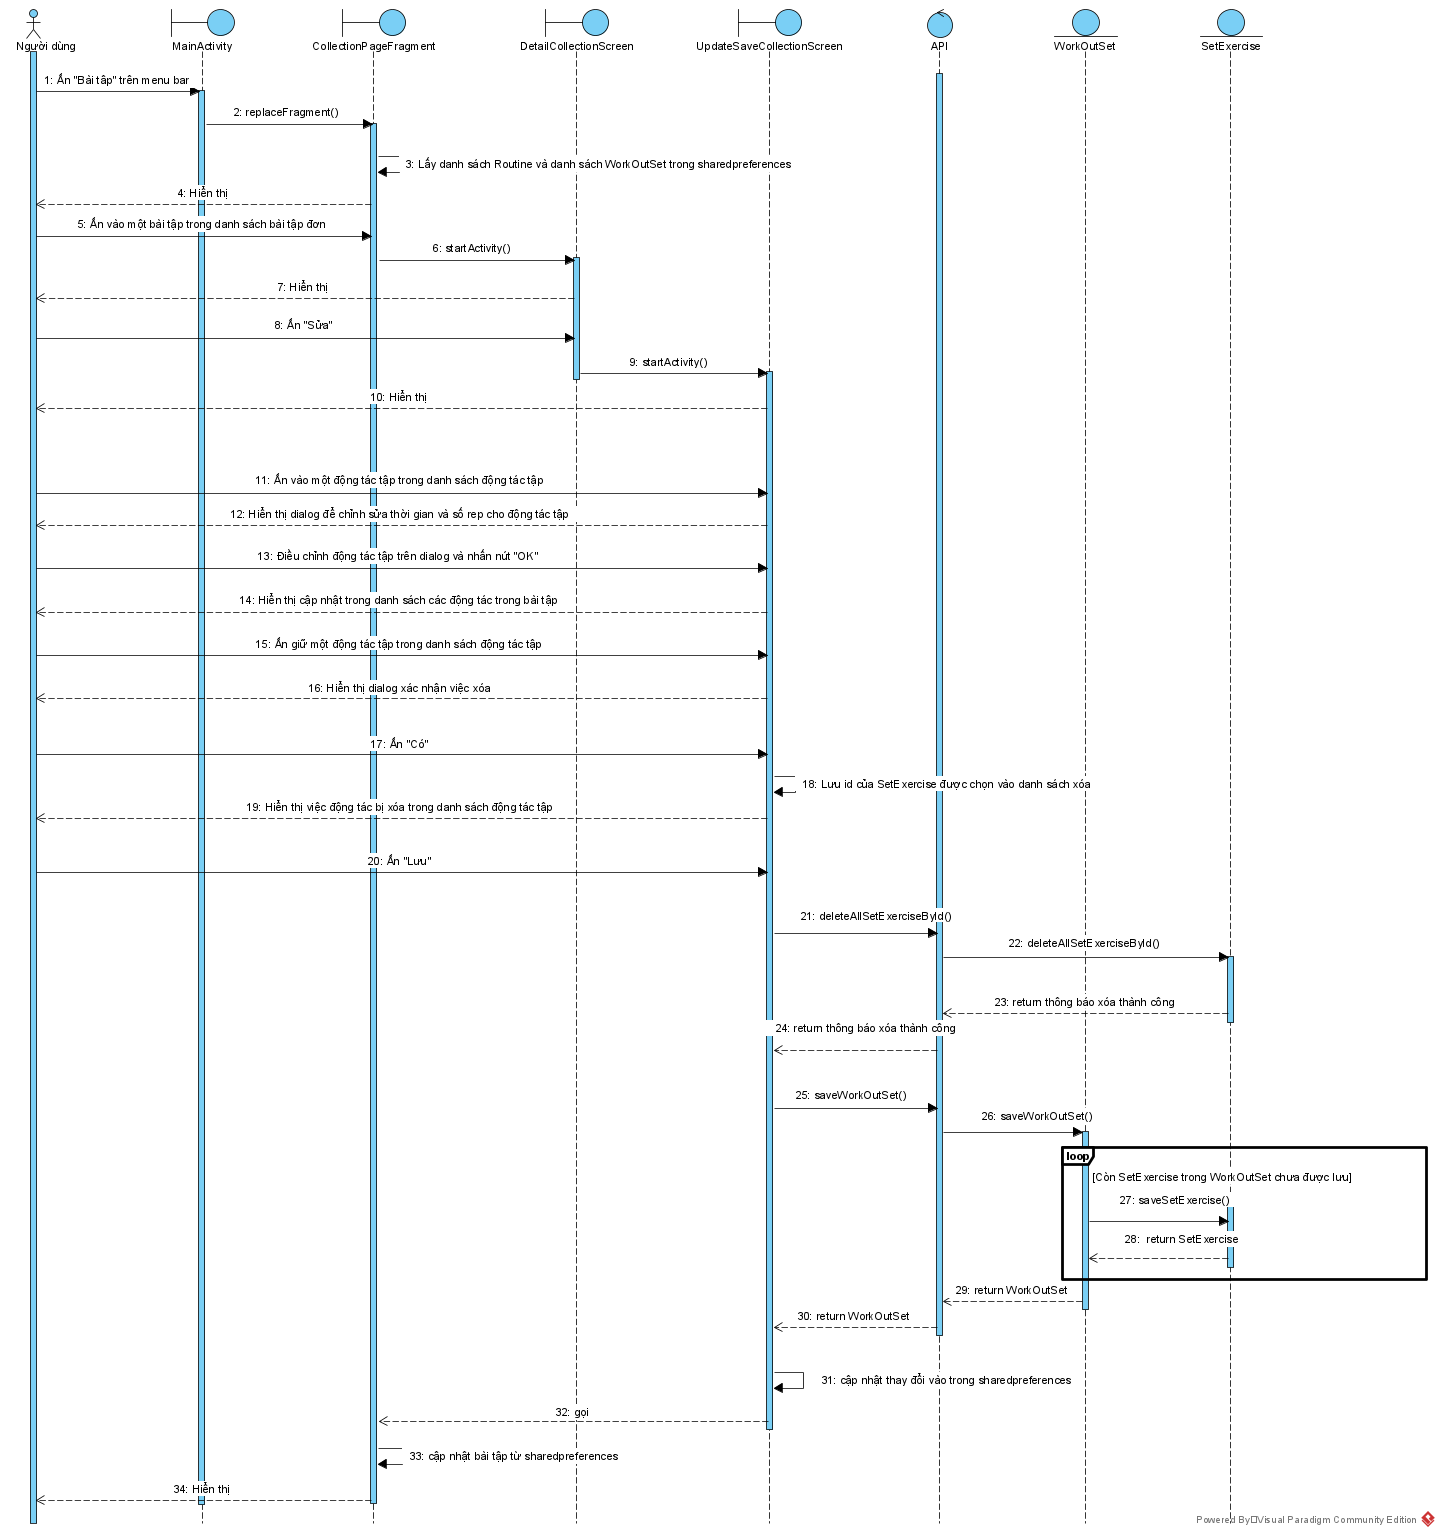 Người dùng
MainActivity
CollectionPageFragment
DetailCollectionScreen
UpdateSaveCollectionScreen
API
WorkOutSet
SetExercise
1: Ấn "Bài tập" trên menu bar
2: replaceFragment()
3: Lấy danh sách Routine và danh sách WorkOutSet trong sharedpreferences
4: Hiển thị
5: Ấn vào một bài tập trong danh sách bài tập đơn
6: startActivity()
7: Hiển thị
8: Ấn "Sửa"
9: startActivity()
10: Hiển thị
11: Ấn vào một động tác tập trong danh sách động tác tập
12: Hiển thị dialog để chỉnh sửa thời gian và số rep cho động tác tập
13: Điều chỉnh động tác tập trên dialog và nhấn nút "OK"
14: Hiển thị cập nhật trong danh sách các động tác trong bài tập
15: Ấn giữ một động tác tập trong danh sách động tác tập
16: Hiển thị dialog xác nhận việc xóa
17: Ấn "Có"
18: Lưu id của SetExercise được chọn vào danh sách xóa
19: Hiển thị việc động tác bị xóa trong danh sách động tác tập
20: Ấn "Lưu"
21: deleteAllSetExerciseById()
22: deleteAllSetExerciseById()
23: return thông báo xóa thành công
24: return thông báo xóa thành công
25: saveWorkOutSet()
26: saveWorkOutSet()
loop
[Còn SetExercise trong WorkOutSet chưa được lưu]
27: saveSetExercise()
28: return SetExercise
29: return WorkOutSet
30: return WorkOutSet
31: cập nhật thay đổi vào trong sharedpreferences
32: gọi
33: cập nhật bài tập từ sharedpreferences
34: Hiển thị
Powered By Visual Paradigm Community Edition